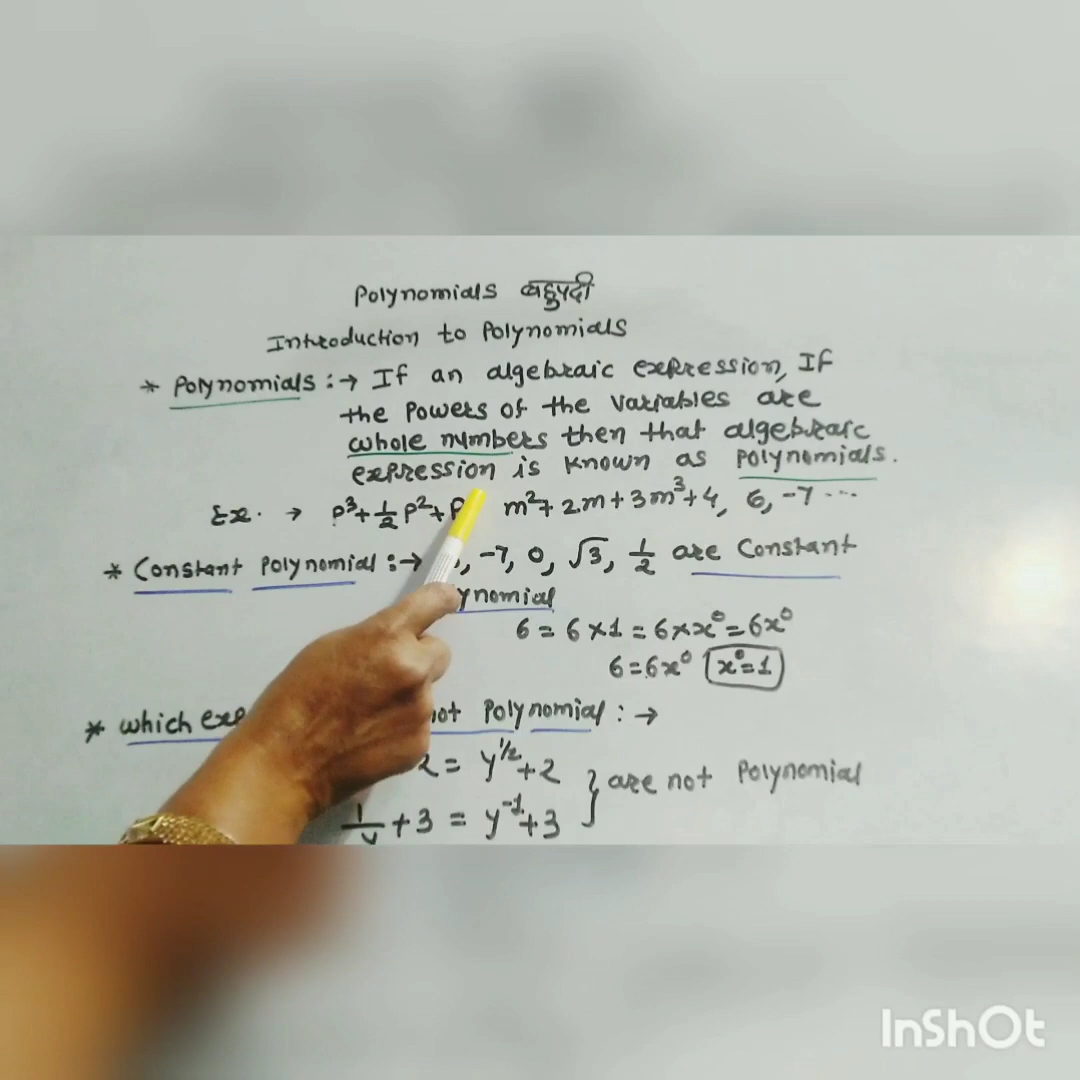 Polynomials बहुपदी
Introduction to Polynomials
* Polynomials :→ If an algebraic expression, If
the powers of the variables are
whole numbers then that algebraic
expression is known as polynomials.
Ex. → P³+½P²+P m²+2m+3m³+4, 6, -7 ...
* Constant Polynomial :→ , -7, 0, √3, ½ are Constant
ynomial
6 = 6×1 = 6×x⁰ = 6x⁰
6 = 6x⁰ x⁰=1
* which exp ot Polynomial : →
2 = y^1/2+2 } are not Polynomial
1/y + 3 = y⁻¹+3
InShOt